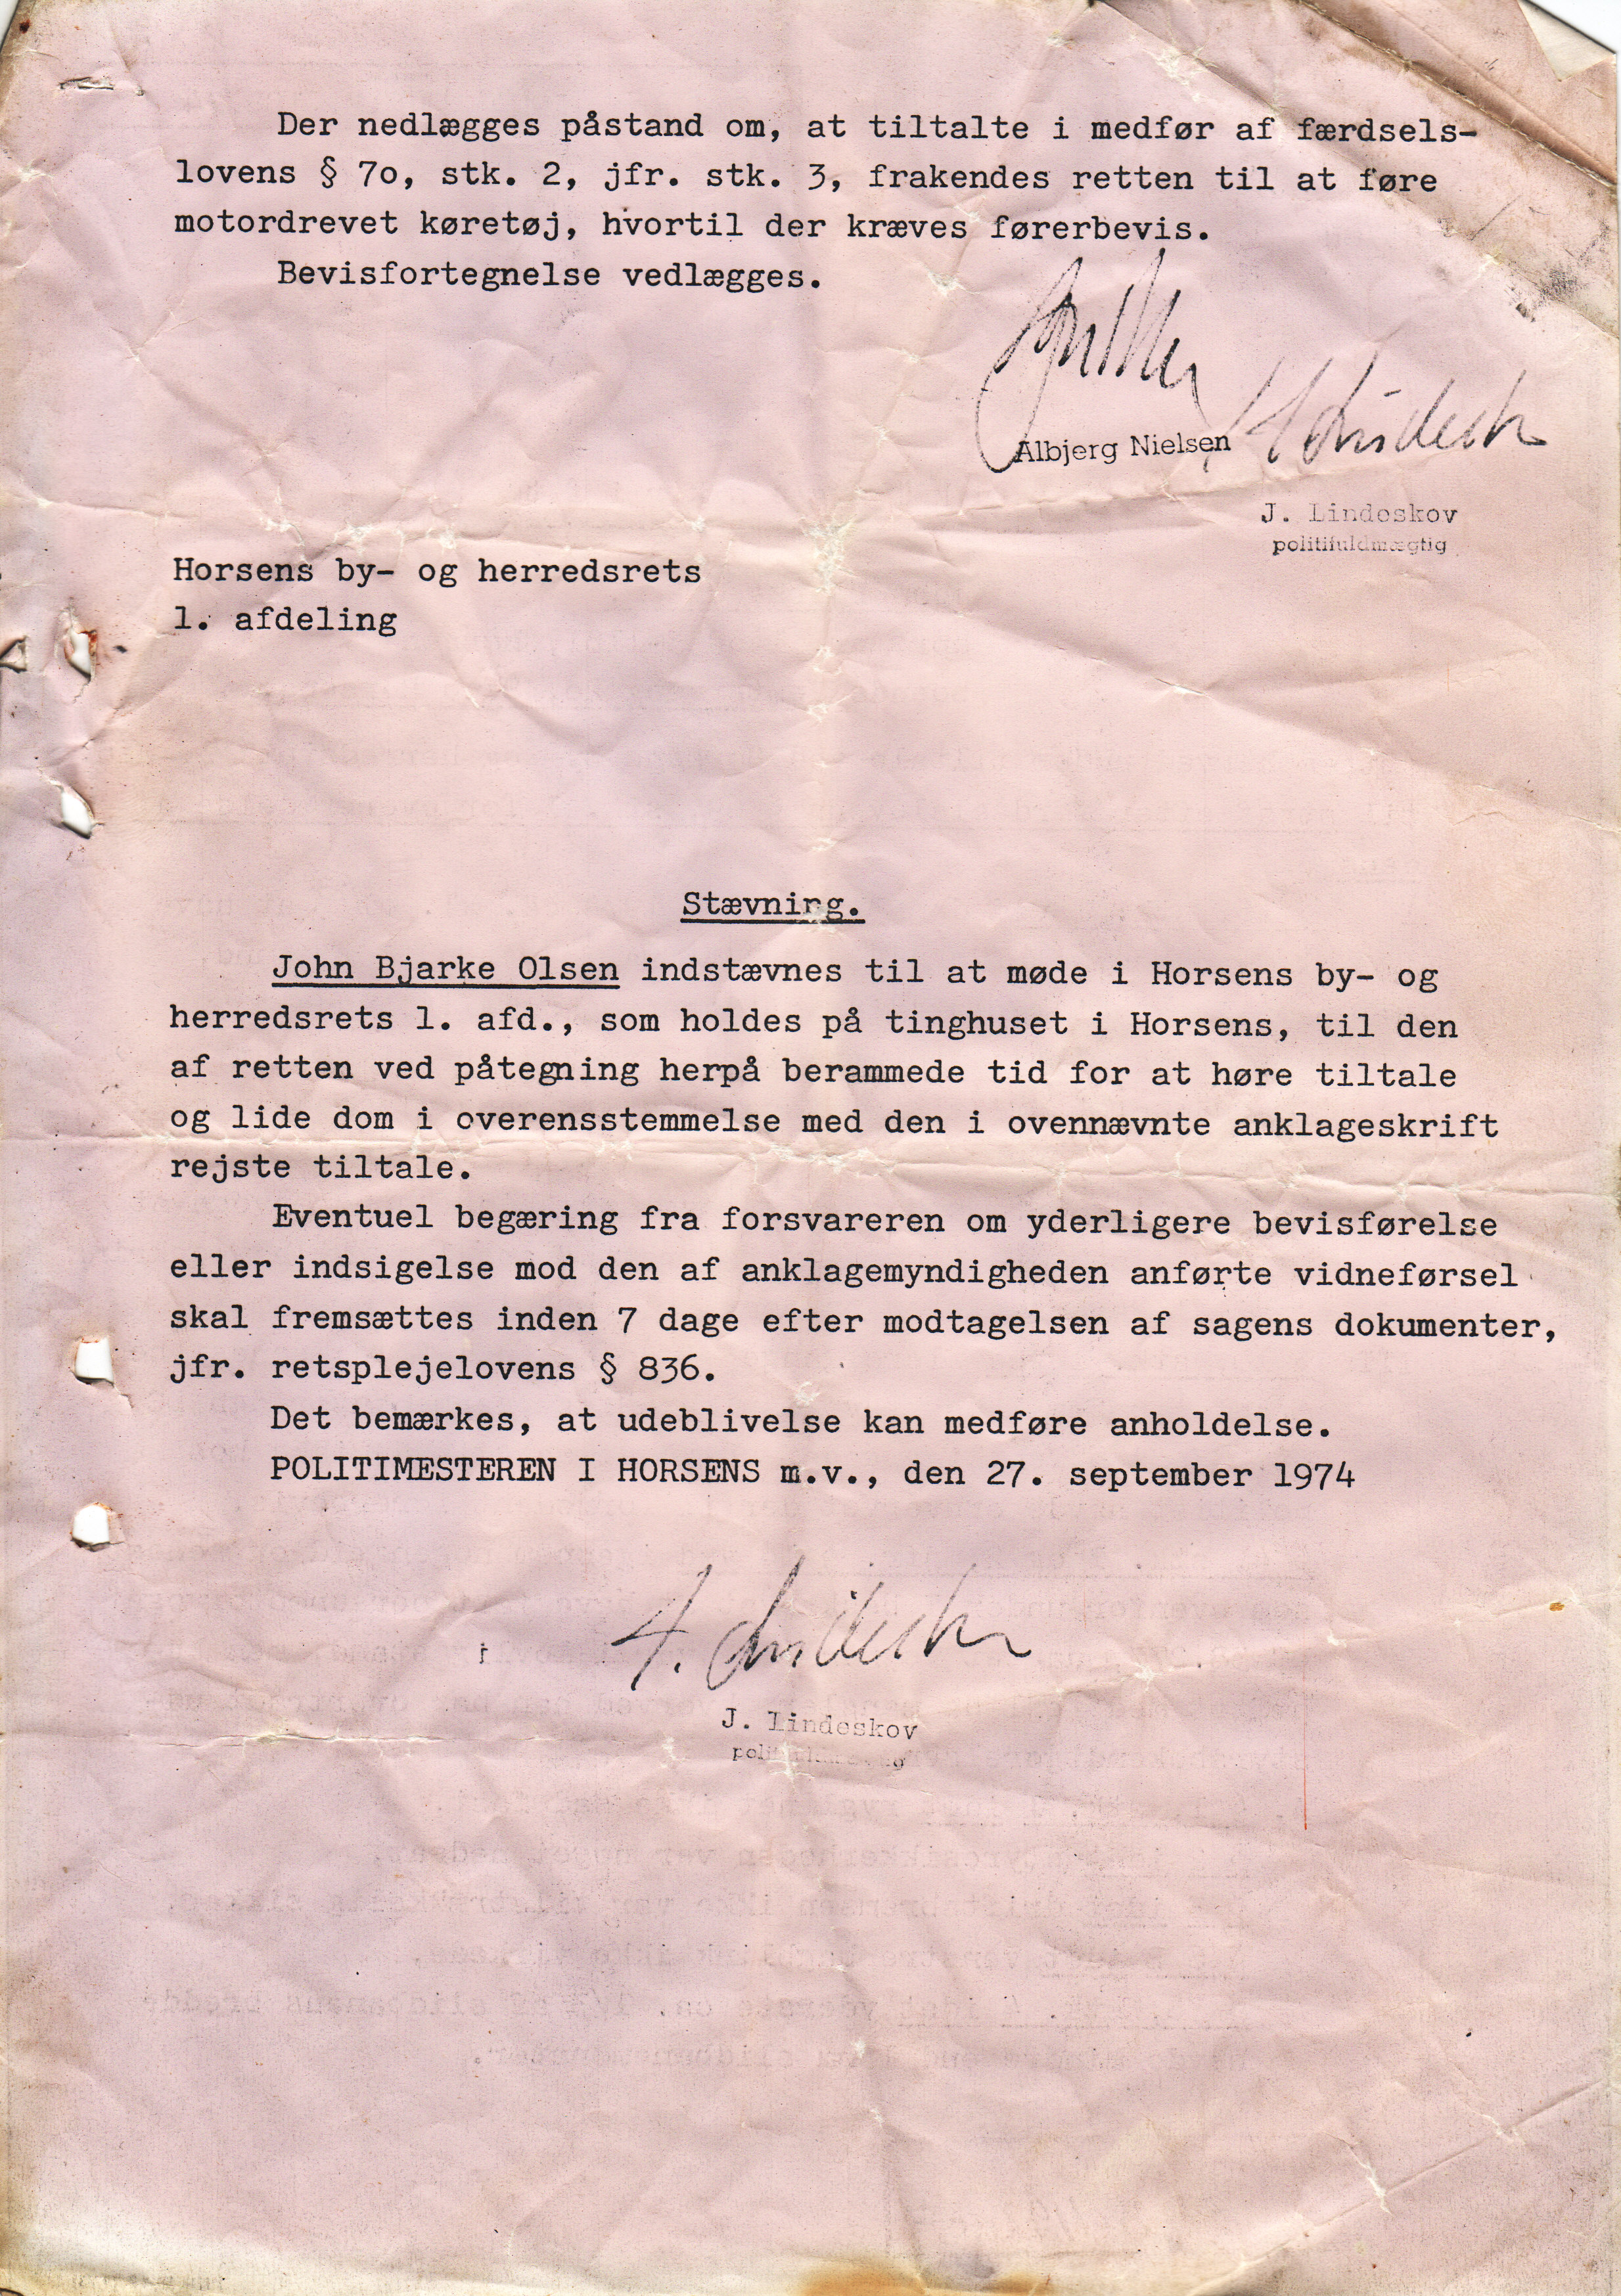 Der nedlægges påstand om, at tiltalte i medfør af færdsels-
lovens § 7o, stk. 2, jfr. stk. 3, frakendes retten til at føre
motordrevet køretøj, hvortil der kræves førerbevis.
Bevisfortegnelse vedlægges.
Albjerg Nielsen
J. Lindeskov
politifuldmægtig
Horsens by- og herredsrets
1. afdeling
Stævning.
John Bjarke Olsen indstævnes til at møde i Horsens by- og
herredsrets 1. afd., som holdes på tinghuset i Horsens, til den
af retten ved påtegning herpå berammede tid for at høre tiltale
og lide dom i overensstemmelse med den i ovennævnte anklageskrift
rejste tiltale.
Eventuel begæring fra forsvareren om yderligere bevisførelse
eller indsigelse mod den af anklagemyndigheden anførte vidneførsel
skal fremsættes inden 7 dage efter modtagelsen af sagens dokumenter,
jfr. retsplejelovens § 836.
Det bemærkes, at udeblivelse kan medføre anholdelse.
POLITIMESTEREN I HORSENS m.v., den 27. september 1974
J. Lindeskov